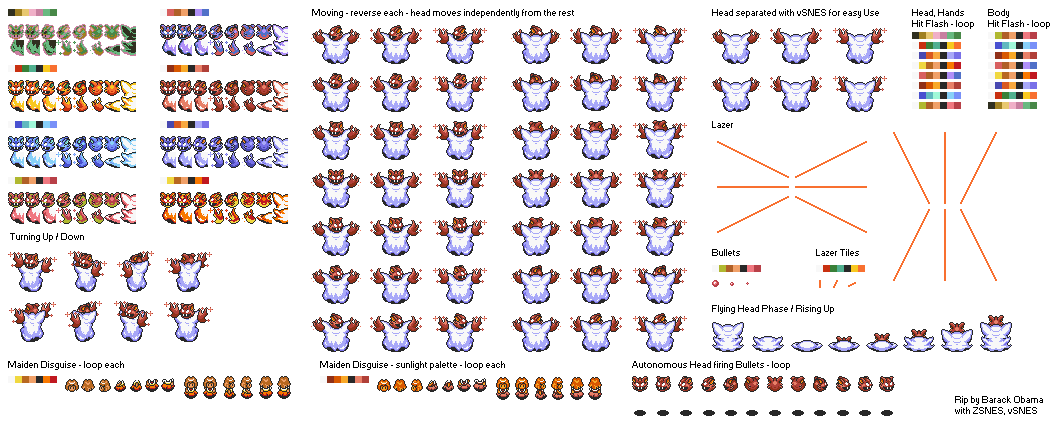 Moving - reverse each - head moves independently from the rest
Head separated with vSNES for easy Use
Head, Hands
Hit Flash - loop
Body
Hit Flash - loop
Lazer
Turning Up / Down
Bullets
Lazer Tiles
Flying Head Phase / Rising Up
Maiden Disguise - loop each
Maiden Disguise - sunlight palette - loop each
Autonomous Head firing Bullets - loop
Rip by Barack Obama
with ZSNES, vSNES